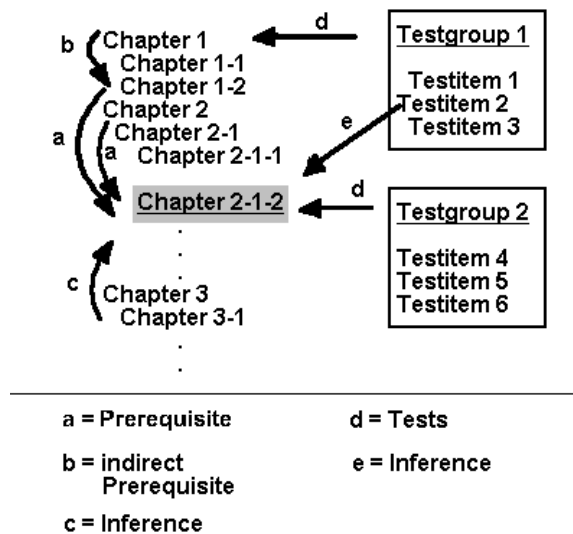 b
Chapter 1
Chapter 1-1
Chapter 1-2
Chapter 2
a
Chapter 2-1
a
Chapter 2-1-1
Chapter 2-1-2
c
Chapter 3
Chapter 3-1
d
Testgroup 1
Testitem 1
Testitem 2
Testitem 3
e
d
Testgroup 2
Testitem 4
Testitem 5
Testitem 6
a = Prerequisite
b = indirect
Prerequisite
c = Inference
d = Tests
e = Inference